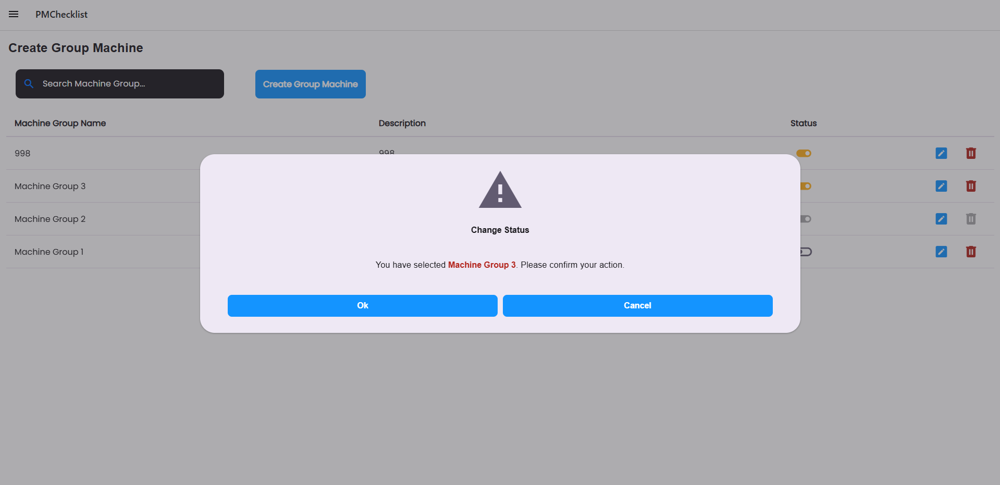 PMChecklist
Create Group Machine
Search Machine Group...
Create Group Machine
Machine Group Name Description Status
998 998
Machine Group 3
Machine Group 2
Machine Group 1
Change Status
You have selected Machine Group 3. Please confirm your action.
Ok Cancel